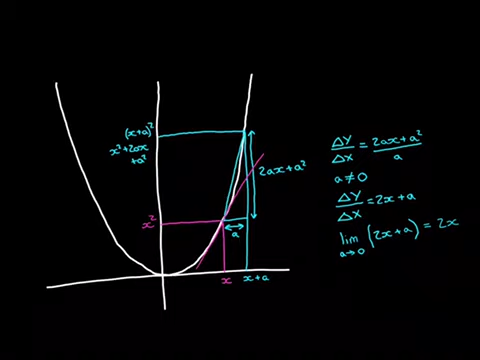 (x+a)²
x²+2ax
+a²
2ax+a²
x²
a
x
x+a
ΔY/ΔX = 2ax+a²/a
a≠0
ΔY/ΔX = 2x+a
lim a→0 (2x+a) = 2x